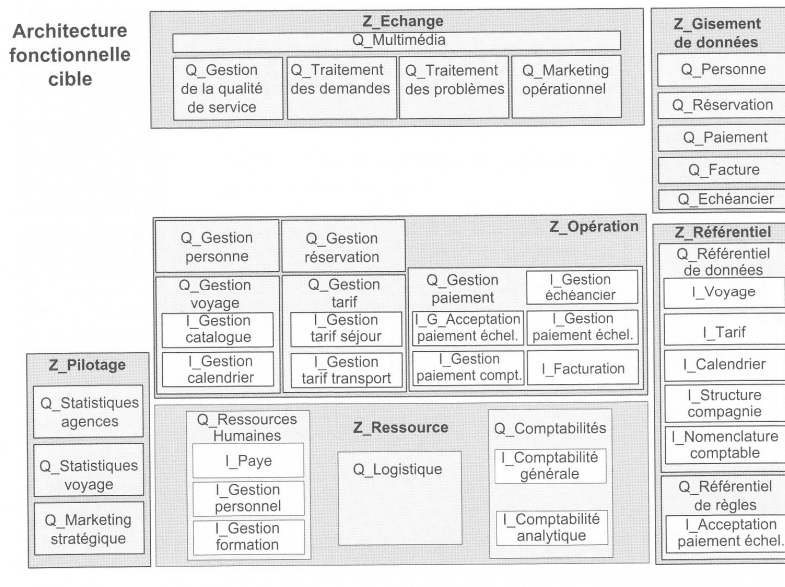 Architecture
fonctionnelle
cible
Z_Echange
Q_Multimédia
Q_Gestion
de la qualité
de service
Q_Traitement
des demandes
Q_Traitement
des problèmes
Q_Marketing
opérationnel
Z_Gisement
de données
Q_Personne
Q_Réservation
Q_Paiement
Q_Facture
Q_Echéancier
Z_Opération
Q_Gestion
personne
Q_Gestion
réservation
Q_Gestion
voyage
I_Gestion
catalogue
I_Gestion
calendrier
Q_Gestion
tarif
I_Gestion
tarif séjour
I_Gestion
tarif transport
Q_Gestion
paiement
I_Gestion
échéancier
I_G_Acceptation
paiement échel.
I_Gestion
paiement échel.
I_Gestion
paiement compt.
I_Facturation
Z_Référentiel
Q_Référentiel
de données
I_Voyage
I_Tarif
I_Calendrier
I_Structure
compagnie
I_Nomenclature
comptable
Q_Référentiel
de règles
I_Acceptation
paiement échel.
Z_Pilotage
Q_Statistiques
agences
Q_Statistiques
voyage
Q_Marketing
stratégique
Z_Ressource
Q_Ressources
Humaines
I_Paye
I_Gestion
personnel
I_Gestion
formation
Q_Logistique
Q_Comptabilités
I_Comptabilité
générale
I_Comptabilité
analytique